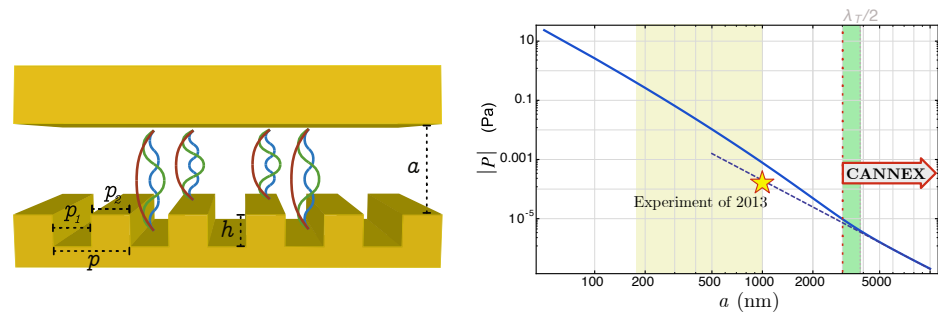 a
p₂
p₁
h
p
λ_T/2
10
0.1
0.001
10⁻⁵
|P| (Pa)
CANNEX
Experiment of 2013
100
200
500
1000
2000
5000
a (nm)